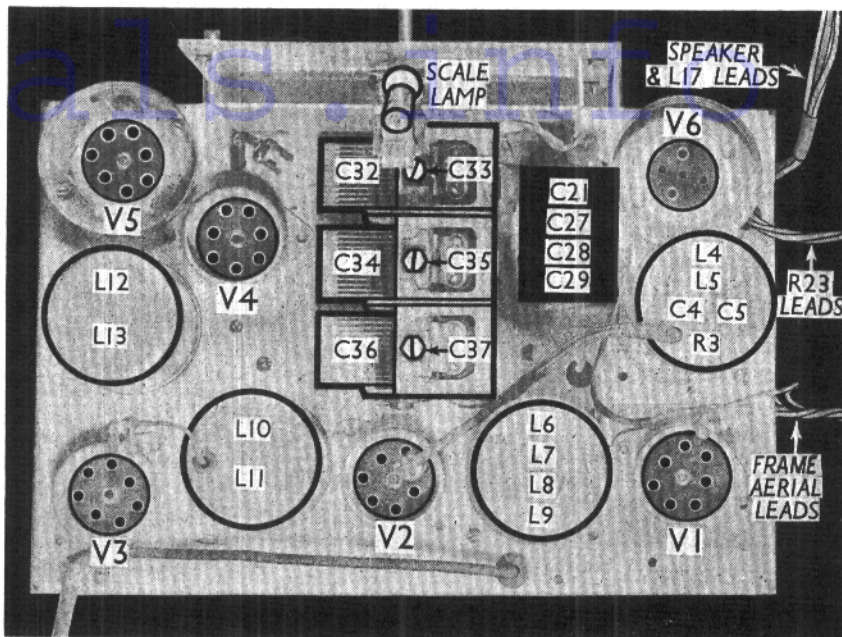 als.info
SPEAKER
& L17 LEADS
SCALE
LAMP
V6
V5
C32
C33
C21
C27
C28
C29
V4
C34
C35
L12
L13
L4
L5
C4 C5
R3
R23
LEADS
C36
C37
L10
L11
L6
L7
L8
L9
V3
V2
V1
FRAME
AERIAL
LEADS